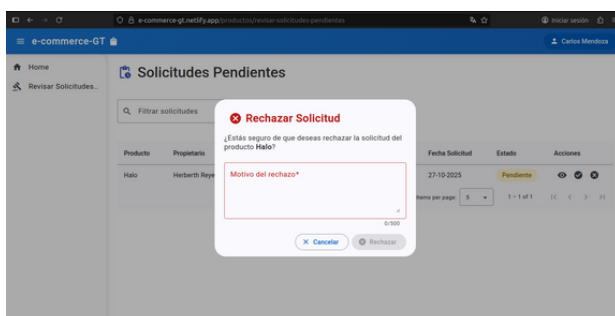 e-commerce-gt.netlify.app/productos/revisar-solicitudes-pendientes
Iniciar sesión
e-commerce-GT
Carlos Mendoza
Home
Revisar Solicitudes...
Solicitudes Pendientes
Filtrar solicitudes
Producto Propietario Fecha Solicitud Estado Acciones
Halo Herberth Reye 27-10-2025 Pendiente
Items per page: 5 1 – 1 of 1
Rechazar Solicitud
¿Estás seguro de que deseas rechazar la solicitud del
producto Halo?
Motivo del rechazo*
0/500
Cancelar
Rechazar